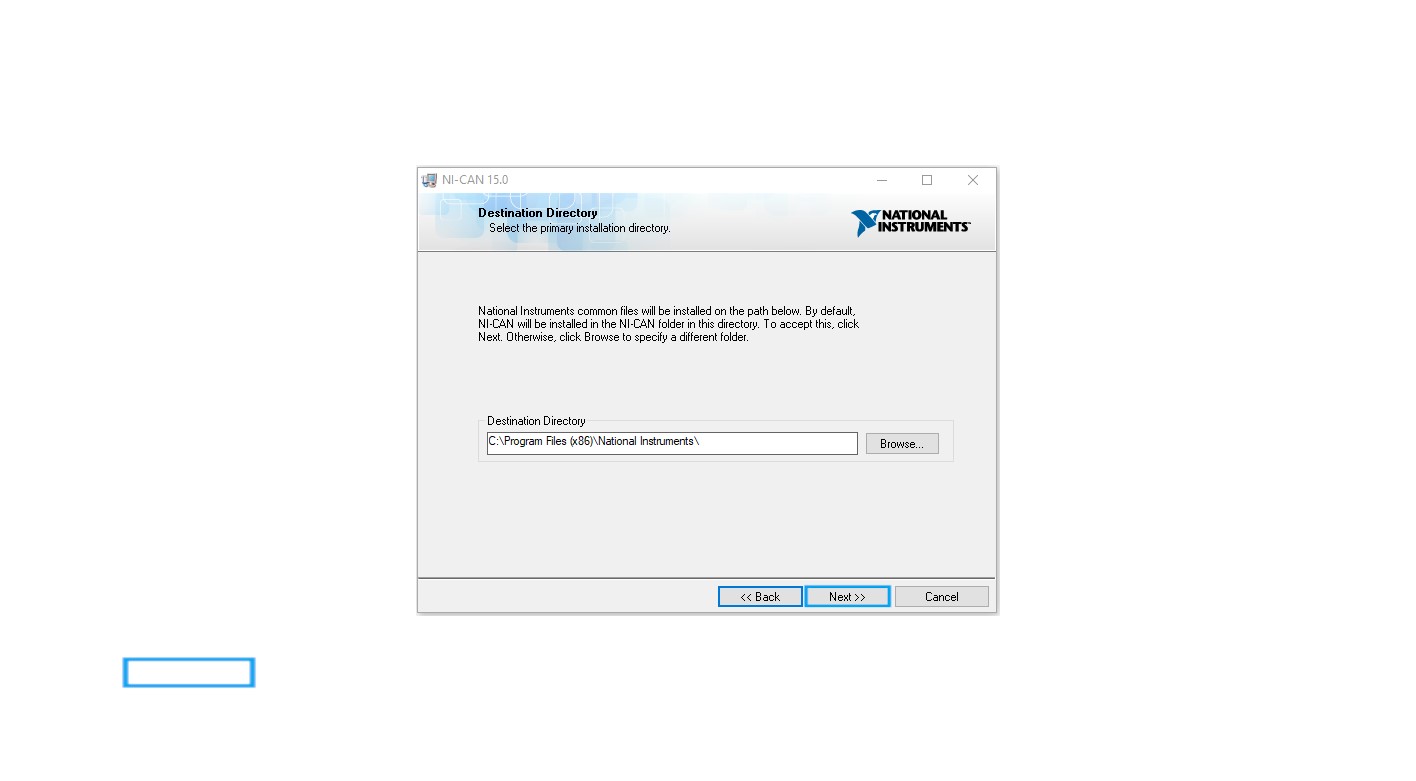 NI-CAN 15.0
Destination Directory
Select the primary installation directory.
NATIONAL
INSTRUMENTS™
National Instruments common files will be installed on the path below. By default,
NI-CAN will be installed in the NI-CAN folder in this directory. To accept this, click
Next. Otherwise, click Browse to specify a different folder.
Destination Directory
C:\Program Files (x86)\National Instruments\
Browse...
<< Back
Next >>
Cancel